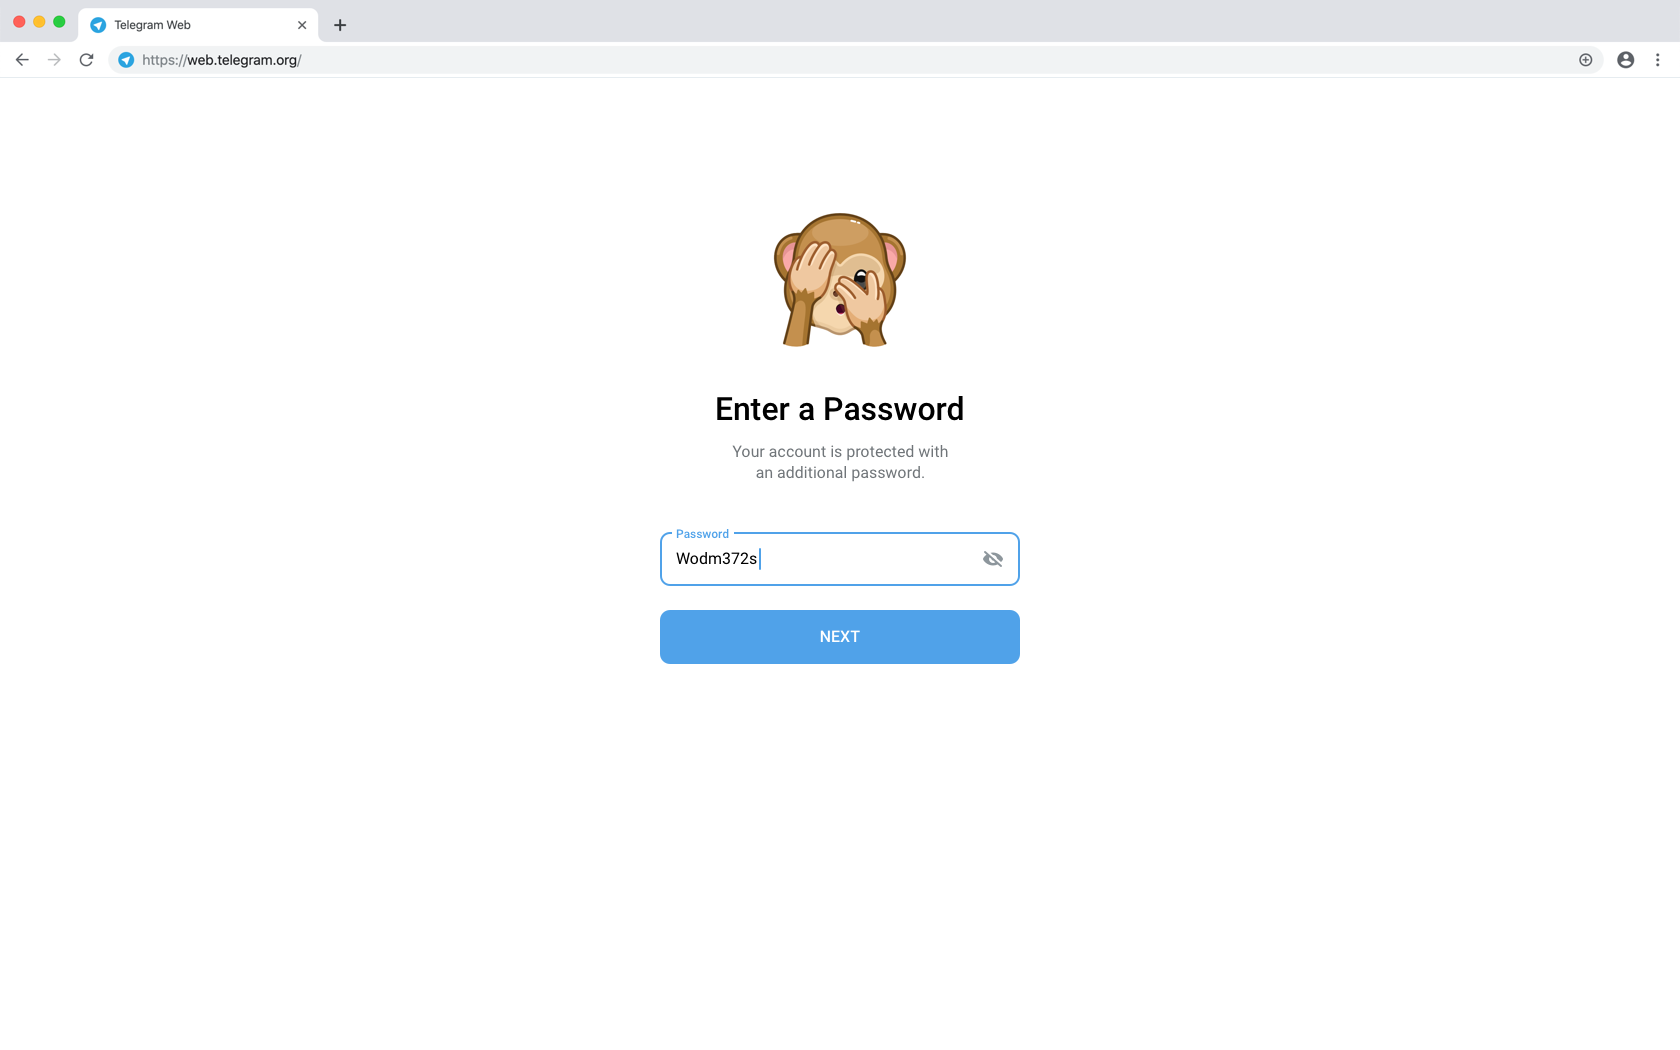 Telegram Web
https://web.telegram.org/
Enter a Password
Your account is protected with
an additional password.
Password
Wodm372s
NEXT